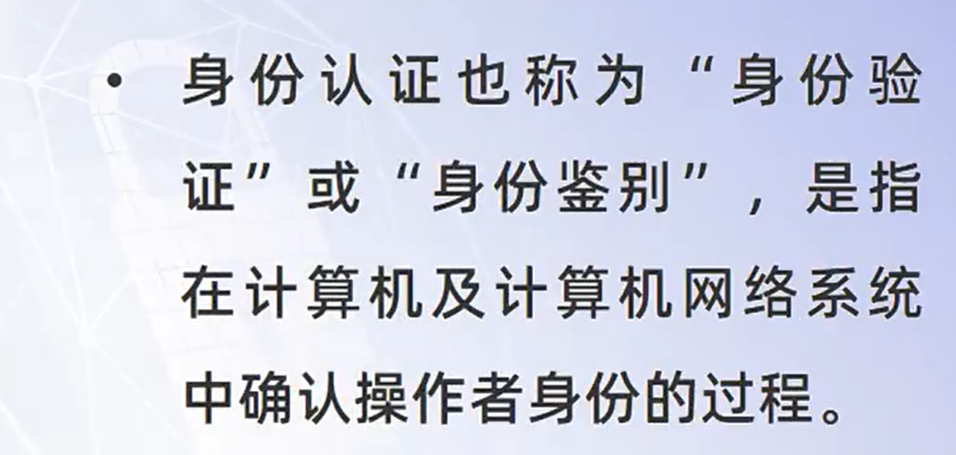 • 身份认证也称为“身份验
证”或“身份鉴别”，是指
在计算机及计算机网络系统
中确认操作者身份的过程。